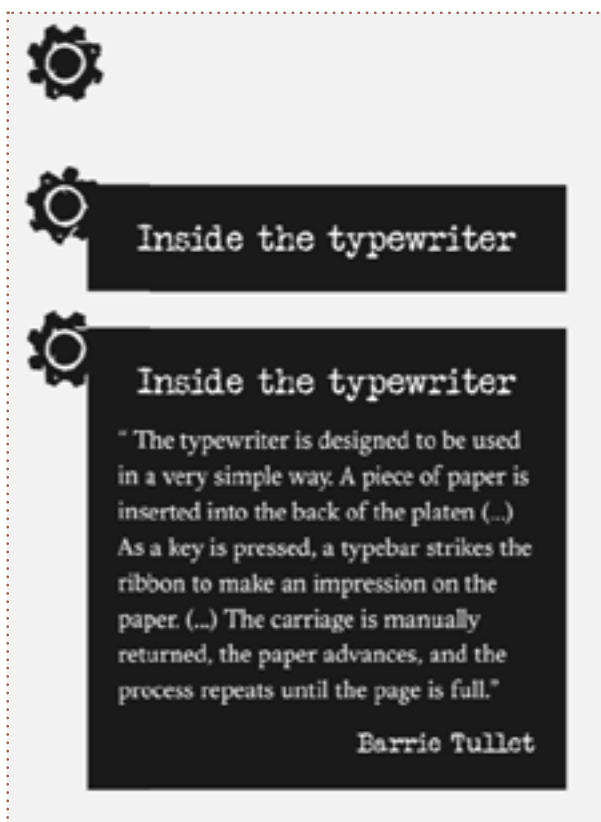 Inside the typewriter
Inside the typewriter
“ The typewriter is designed to be used
in a very simple way. A piece of paper is
inserted into the back of the platen (...)
As a key is pressed, a typebar strikes the
ribbon to make an impression on the
paper. (...) The carriage is manually
returned, the paper advances, and the
process repeats until the page is full.”
Barrie Tullet